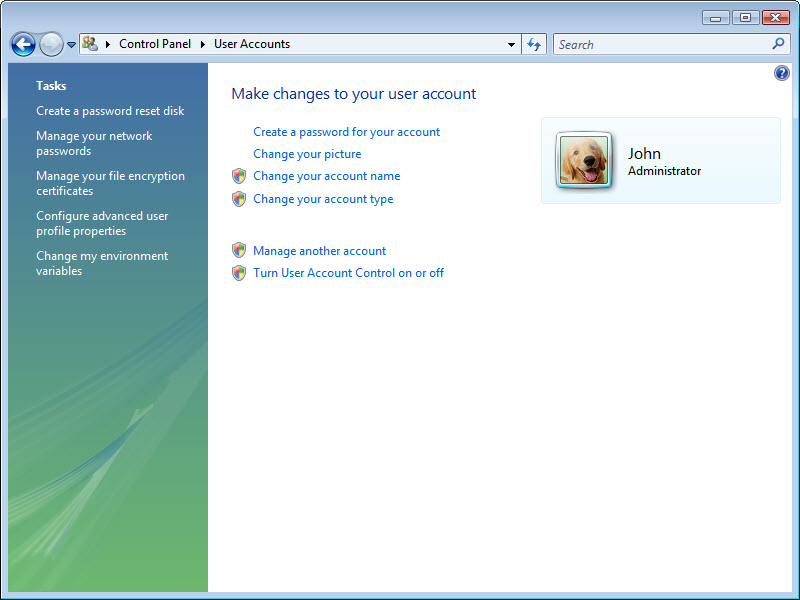 Control Panel
User Accounts
Search
Tasks
Create a password reset disk
Manage your network
passwords
Manage your file encryption
certificates
Configure advanced user
profile properties
Change my environment
variables
?
Make changes to your user account
Create a password for your account
Change your picture
Change your account name
Change your account type
Manage another account
Turn User Account Control on or off
John
Administrator